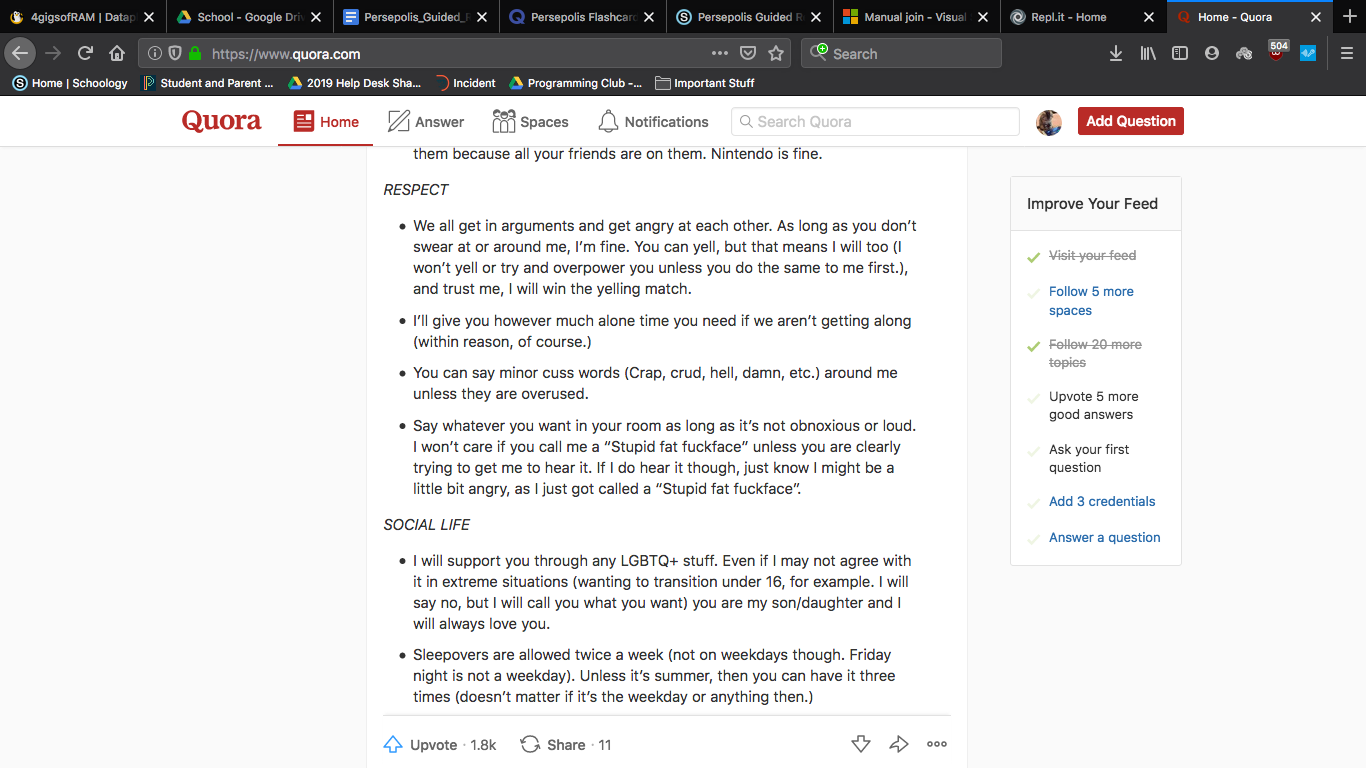 4gigsofRAM | Datap
School - Google Driv
Persepolis_Guided_R
Persepolis Flashcard
Persepolis Guided Re
Manual join - Visual
Repl.it - Home
Home - Quora
https://www.quora.com
Search
504
Home | Schoology
Student and Parent ...
2019 Help Desk Sha...
Incident
Programming Club -...
Important Stuff
Quora
Home
Answer
Spaces
Notifications
Search Quora
Add Question
them because all your friends are on them. Nintendo is fine.
RESPECT
• We all get in arguments and get angry at each other. As long as you don’t
swear at or around me, I’m fine. You can yell, but that means I will too (I
won’t yell or try and overpower you unless you do the same to me first.),
and trust me, I will win the yelling match.
• I’ll give you however much alone time you need if we aren’t getting along
(within reason, of course.)
• You can say minor cuss words (Crap, crud, hell, damn, etc.) around me
unless they are overused.
• Say whatever you want in your room as long as it’s not obnoxious or loud.
I won’t care if you call me a “Stupid fat fuckface” unless you are clearly
trying to get me to hear it. If I do hear it though, just know I might be a
little bit angry, as I just got called a “Stupid fat fuckface”.
SOCIAL LIFE
• I will support you through any LGBTQ+ stuff. Even if I may not agree with
it in extreme situations (wanting to transition under 16, for example. I will
say no, but I will call you what you want) you are my son/daughter and I
will always love you.
• Sleepovers are allowed twice a week (not on weekdays though. Friday
night is not a weekday). Unless it’s summer, then you can have it three
times (doesn’t matter if it’s the weekday or anything then.)
Upvote · 1.8k
Share · 11
Improve Your Feed
Visit your feed
Follow 5 more
spaces
Follow 20 more
topics
Upvote 5 more
good answers
Ask your first
question
Add 3 credentials
Answer a question